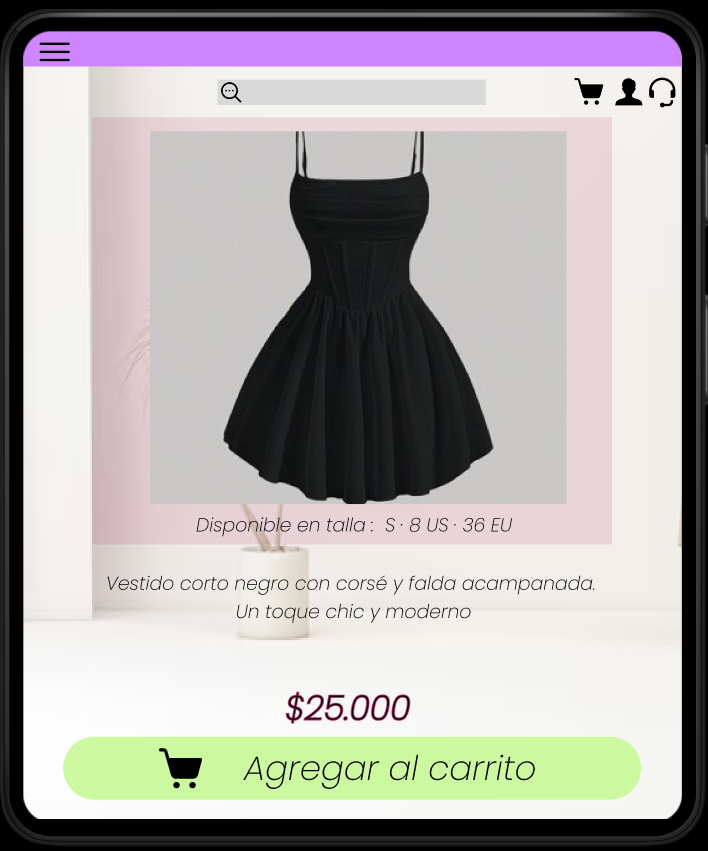 Disponible en talla : S · 8 US · 36 EU
Vestido corto negro con corsé y falda acampanada.
Un toque chic y moderno
$25.000
Agregar al carrito